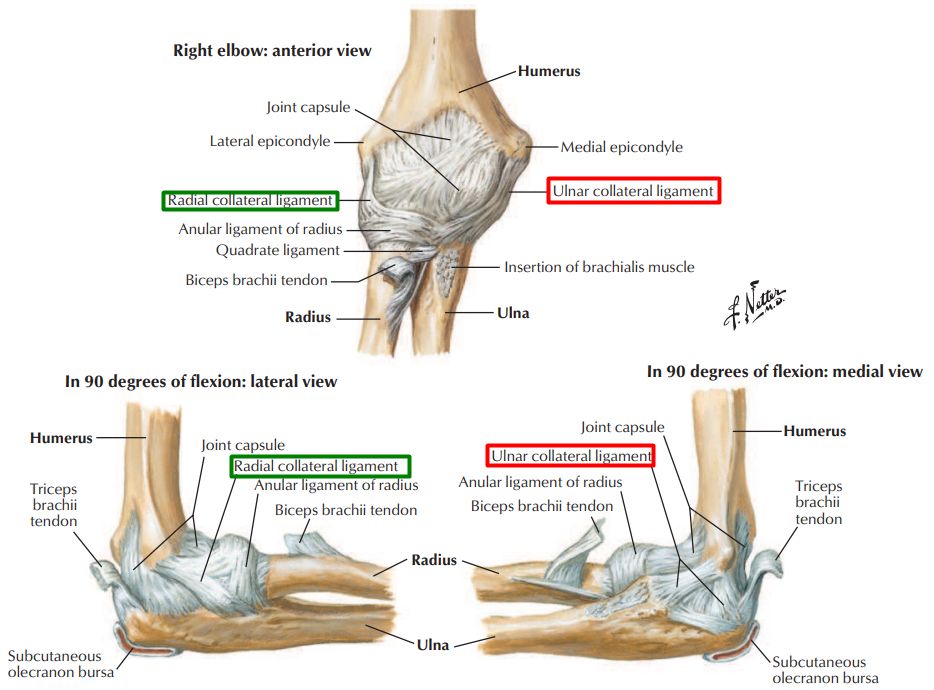 Right elbow: anterior view
Humerus
Joint capsule
Lateral epicondyle
Medial epicondyle
Radial collateral ligament
Ulnar collateral ligament
Anular ligament of radius
Quadrate ligament
Biceps brachii tendon
Insertion of brachialis muscle
Radius
Ulna
F. Netter
M.D.
In 90 degrees of flexion: lateral view
Humerus
Joint capsule
Radial collateral ligament
Anular ligament of radius
Biceps brachii tendon
Triceps
brachii
tendon
Subcutaneous
olecranon bursa
Radius
Ulna
In 90 degrees of flexion: medial view
Joint capsule
Humerus
Ulnar collateral ligament
Anular ligament of radius
Biceps brachii tendon
Triceps
brachii
tendon
Subcutaneous
olecranon bursa